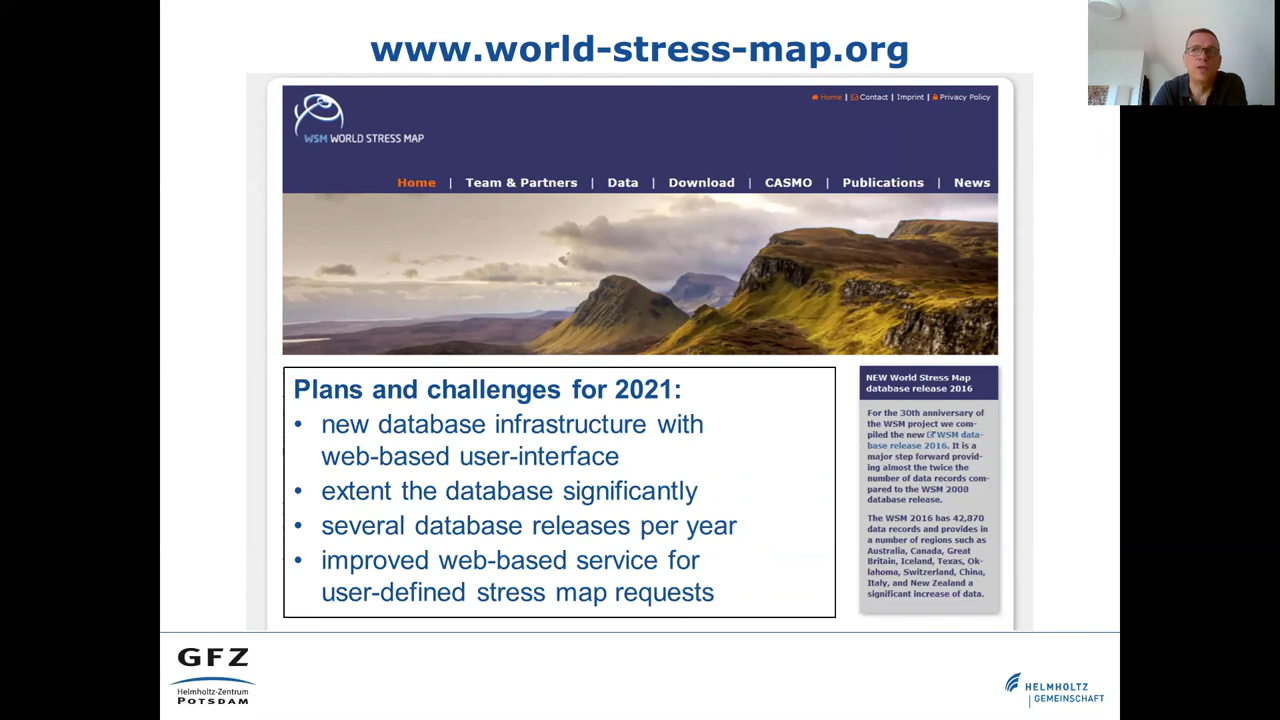 www.world-stress-map.org
Home | Contact | Imprint | Privacy Policy
WSM WORLD STRESS MAP
Home | Team & Partners | Data | Download | CASMO | Publications | News
Plans and challenges for 2021:
• new database infrastructure with
web-based user-interface
• extent the database significantly
• several database releases per year
• improved web-based service for
user-defined stress map requests
NEW World Stress Map
database release 2016
For the 30th anniversary of
the WSM project we com-
piled the new WSM data-
base release 2016. It is a
major step forward provid-
ing almost the twice the
number of data records com-
pared to the WSM 2008
database release.
The WSM 2016 has 42,870
data records and provides in
a number of regions such as
Australia, Canada, Great
Britain, Iceland, Texas, Ok-
lahoma, Switzerland, China,
Italy, and New Zealand a
significant increase of data.
GFZ
Helmholtz-Zentrum
POTSDAM
HELMHOLTZ
GEMEINSCHAFT